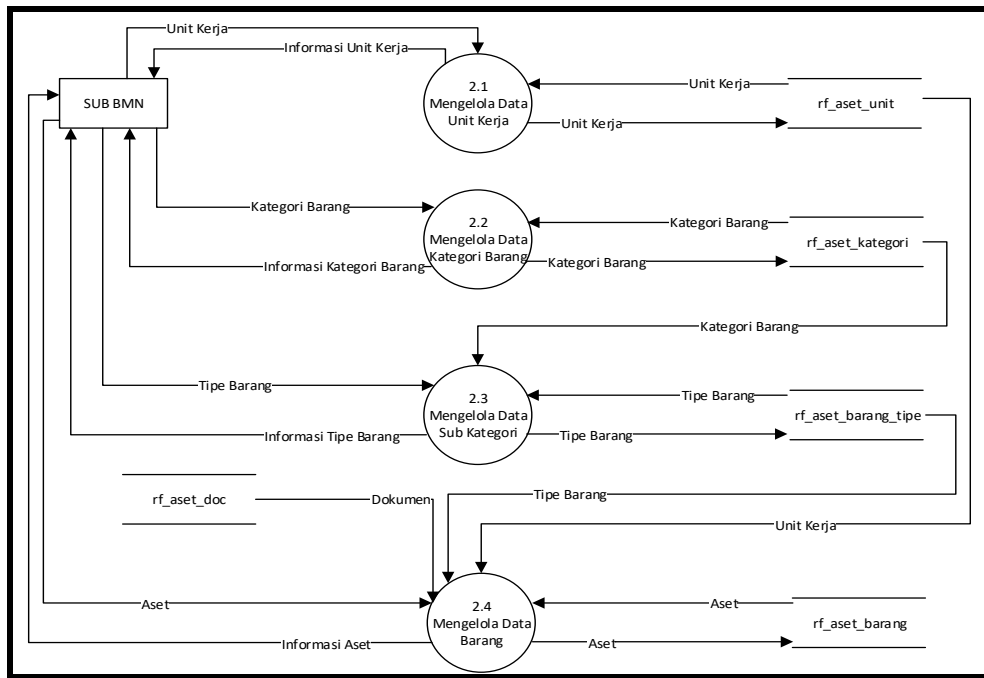 Unit Kerja
Informasi Unit Kerja
SUB BMN
2.1
Mengelola Data
Unit Kerja
Unit Kerja
Unit Kerja
rf_aset_unit
Kategori Barang
Informasi Kategori Barang
2.2
Mengelola Data
Kategori Barang
Kategori Barang
Kategori Barang
rf_aset_kategori
Kategori Barang
Tipe Barang
Informasi Tipe Barang
2.3
Mengelola Data
Sub Kategori
Tipe Barang
Tipe Barang
rf_aset_barang_tipe
rf_aset_doc
Dokumen
Tipe Barang
Unit Kerja
Aset
Informasi Aset
2.4
Mengelola Data
Barang
Aset
Aset
rf_aset_barang